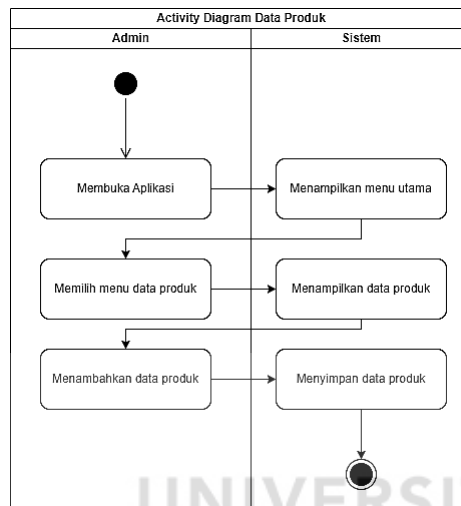 Activity Diagram Data Produk
Admin Sistem
Membuka Aplikasi Menampilkan menu utama
Memilih menu data produk Menampilkan data produk
Menambahkan data produk Menyimpan data produk
UNIVERSI